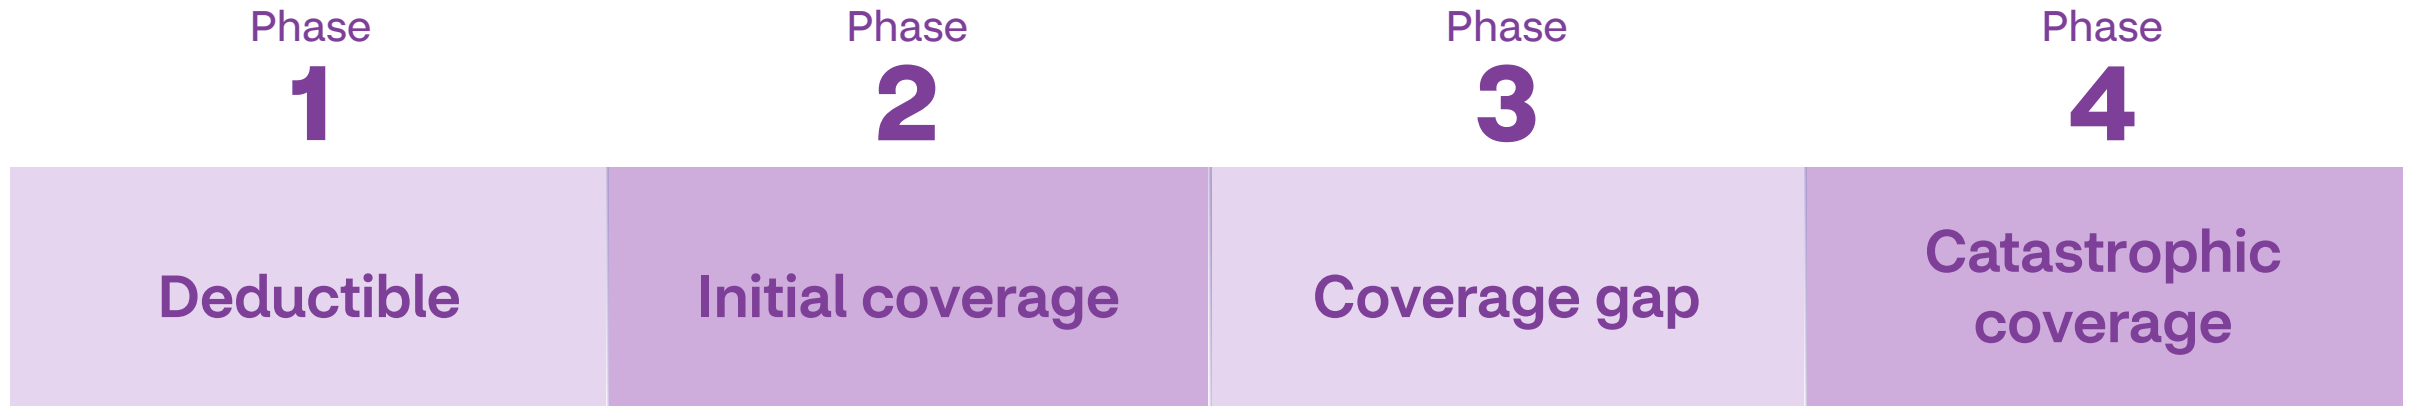 Phase
1
Deductible
Phase
2
Initial coverage
Phase
3
Coverage gap
Phase
4
Catastrophic
coverage